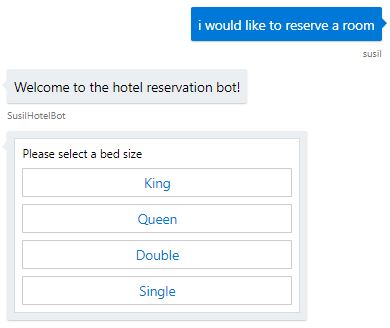 i would like to reserve a room
susil
Welcome to the hotel reservation bot!
SusilHotelBot
Please select a bed size
King
Queen
Double
Single